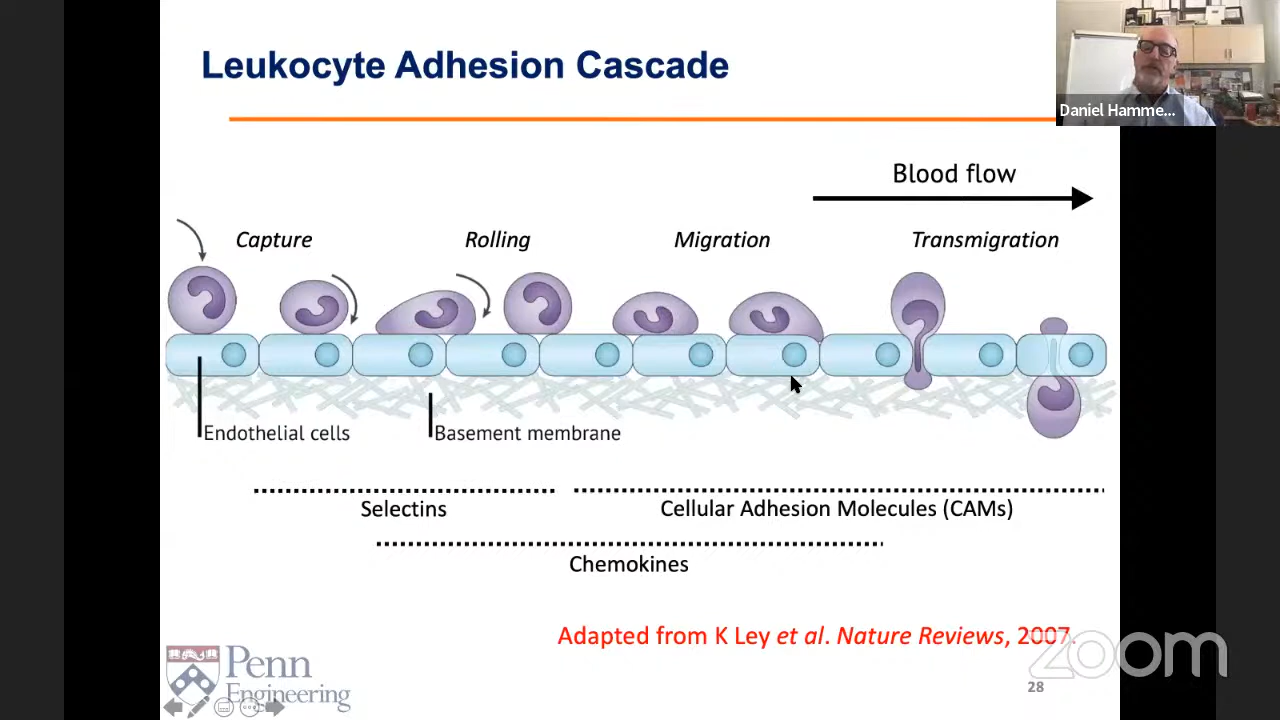 Leukocyte Adhesion Cascade
Daniel Hamme...
Blood flow
Capture
Rolling
Migration
Transmigration
Endothelial cells
Basement membrane
Selectins
Cellular Adhesion Molecules (CAMs)
Chemokines
Adapted from K Ley et al. Nature Reviews, 2007.
Penn
Engineering
zoom
28